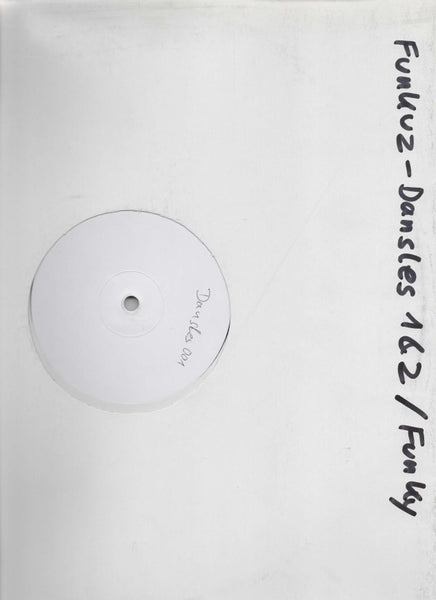 Funkuz - Dansles 1&2 / Funky
Dansles 001